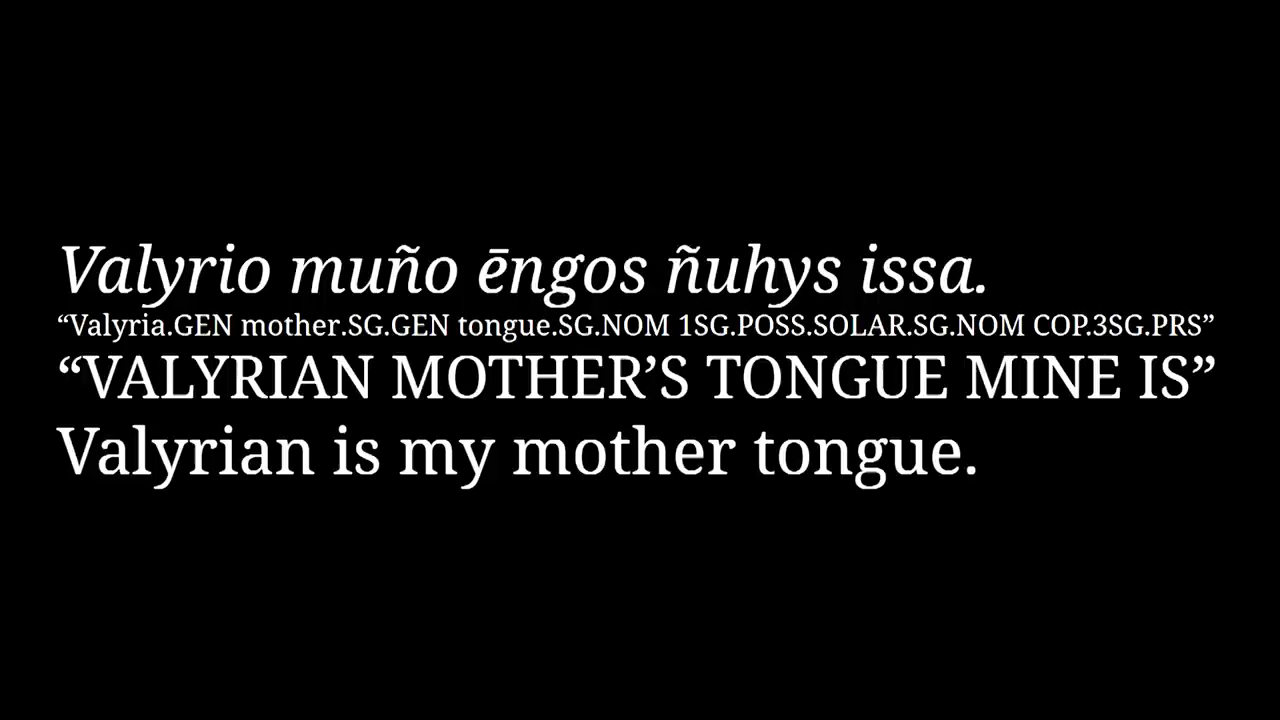 Valyrio muño ēngos ñuhys issa.
“Valyria.GEN mother.SG.GEN tongue.SG.NOM 1SG.POSS.SOLAR.SG.NOM COP.3SG.PRS”
“VALYRIAN MOTHER’S TONGUE MINE IS”
Valyrian is my mother tongue.